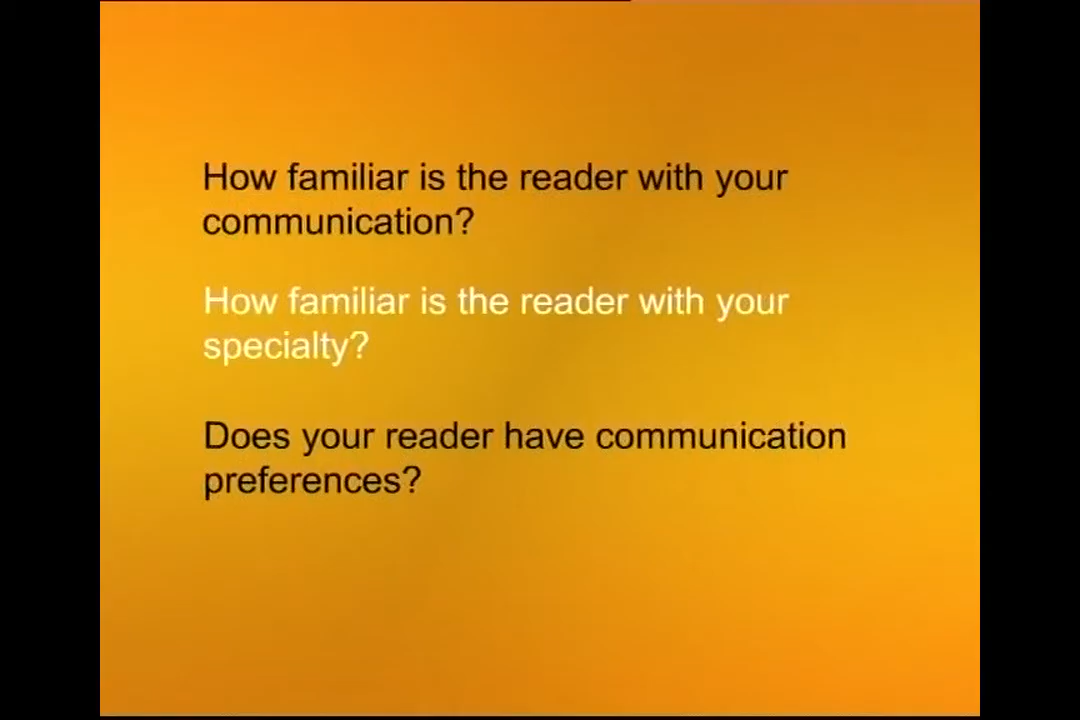 How familiar is the reader with your
communication?
How familiar is the reader with your
specialty?
Does your reader have communication
preferences?